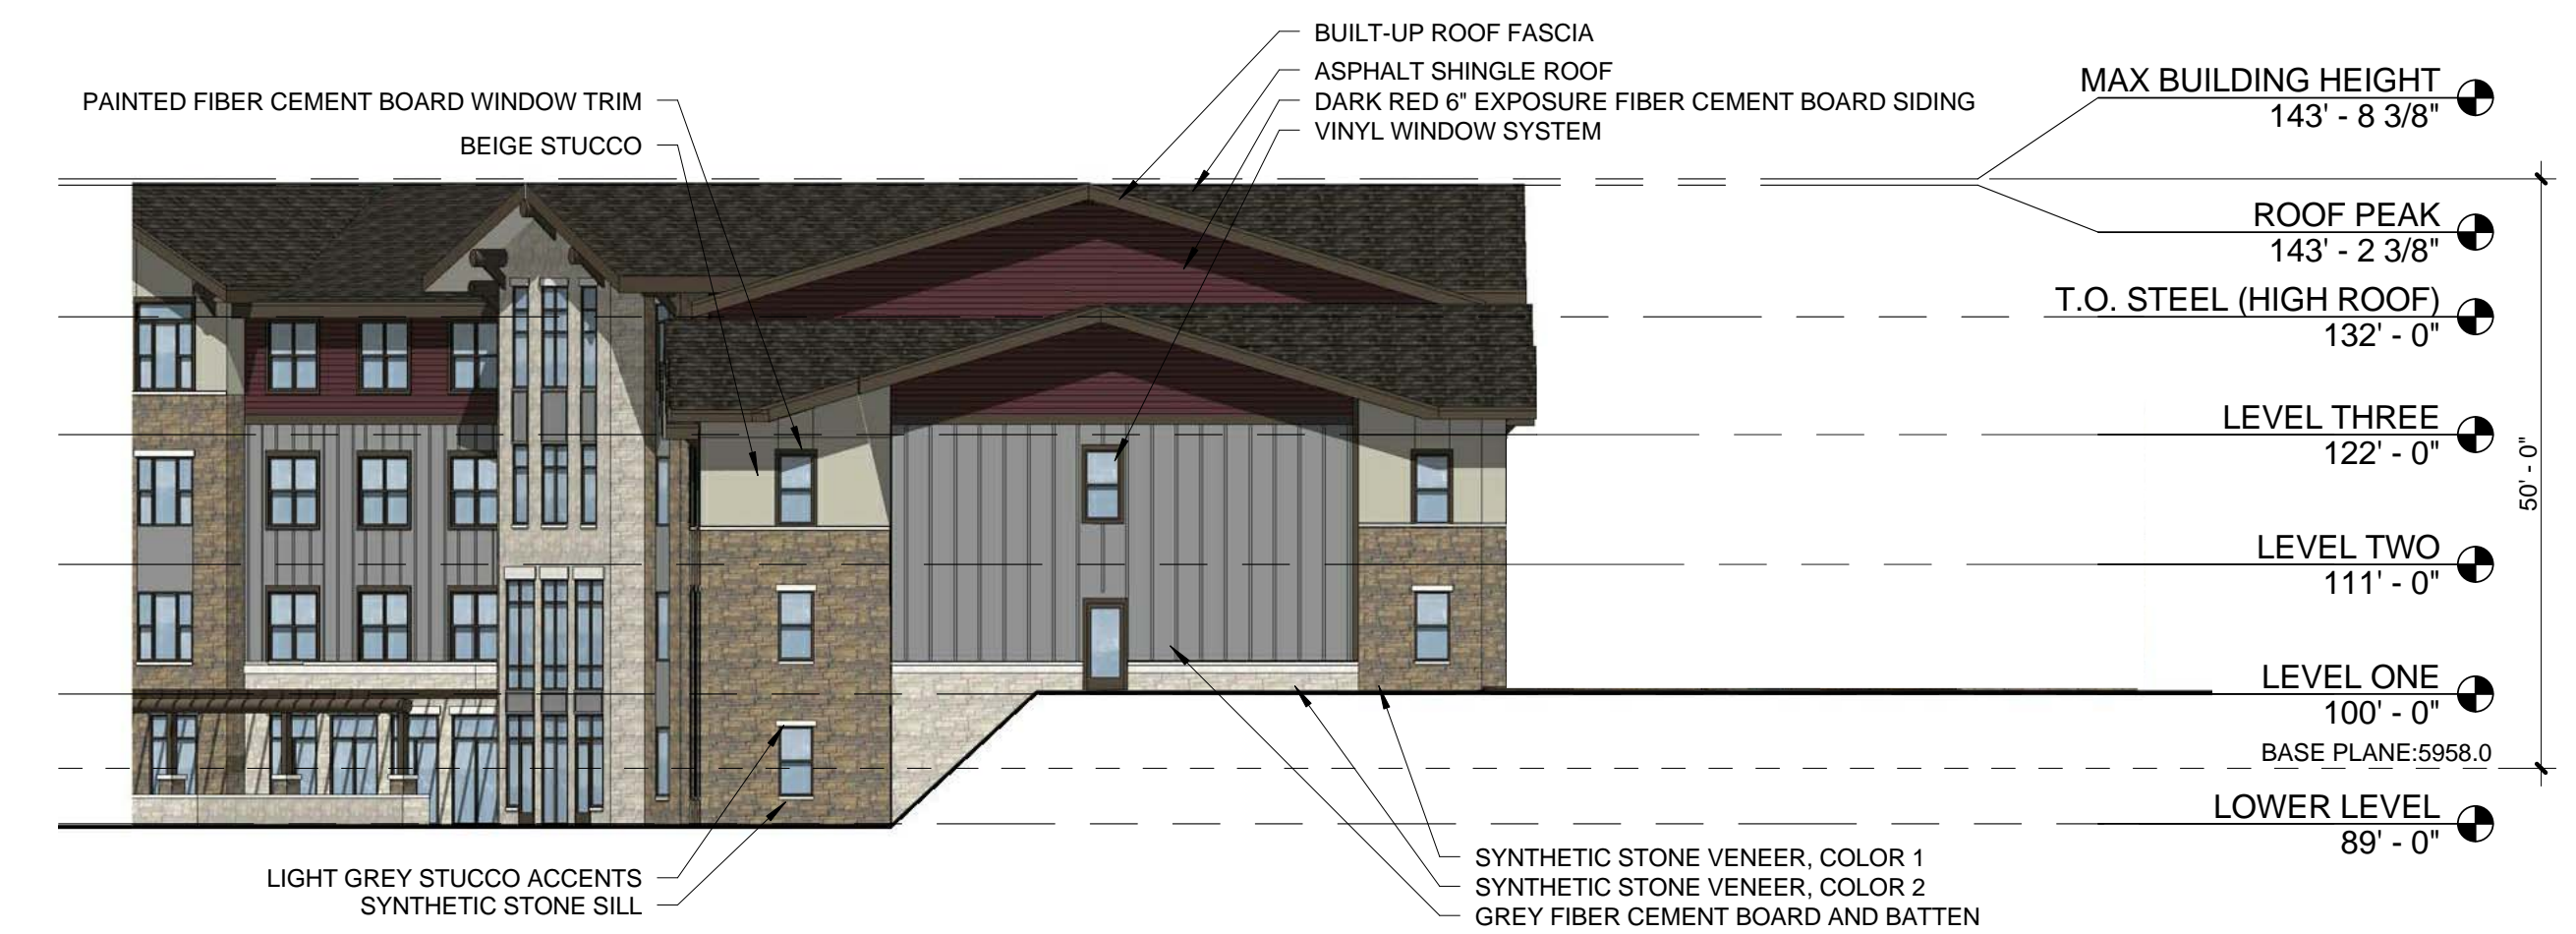 BUILT-UP ROOF FASCIA
ASPHALT SHINGLE ROOF
DARK RED 6" EXPOSURE FIBER CEMENT BOARD SIDING
VINYL WINDOW SYSTEM
PAINTED FIBER CEMENT BOARD WINDOW TRIM
BEIGE STUCCO
MAX BUILDING HEIGHT
143' - 8 3/8"
ROOF PEAK
143' - 2 3/8"
T.O. STEEL (HIGH ROOF)
132' - 0"
LEVEL THREE
122' - 0"
50' - 0"
LEVEL TWO
111' - 0"
LEVEL ONE
100' - 0"
BASE PLANE:5958.0
LOWER LEVEL
89' - 0"
LIGHT GREY STUCCO ACCENTS
SYNTHETIC STONE SILL
SYNTHETIC STONE VENEER, COLOR 1
SYNTHETIC STONE VENEER, COLOR 2
GREY FIBER CEMENT BOARD AND BATTEN